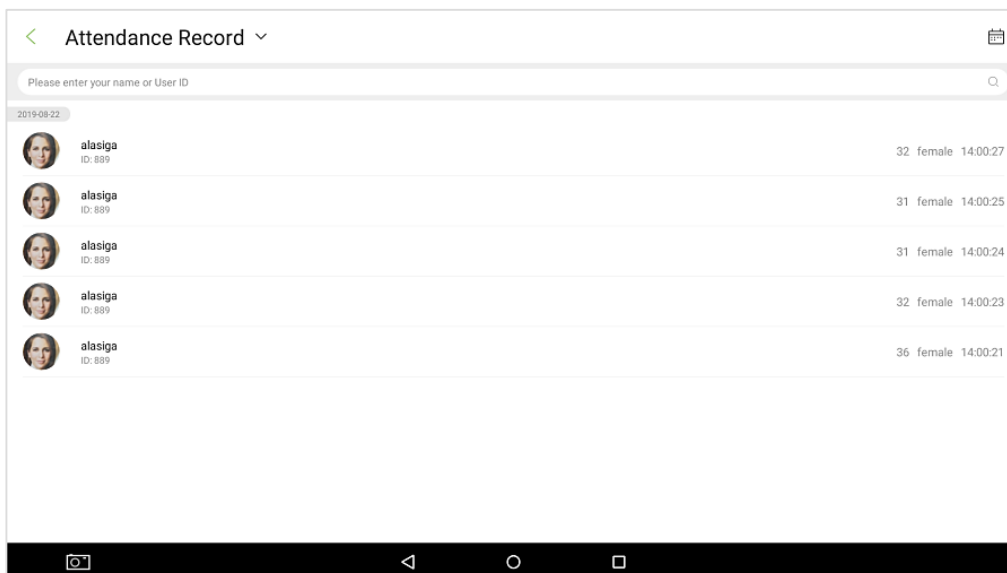 Attendance Record
Please enter your name or User ID
2019-08-22
alasiga
ID: 889
32 female 14:00:27
alasiga
ID: 889
31 female 14:00:25
alasiga
ID: 889
31 female 14:00:24
alasiga
ID: 889
32 female 14:00:23
alasiga
ID: 889
36 female 14:00:21